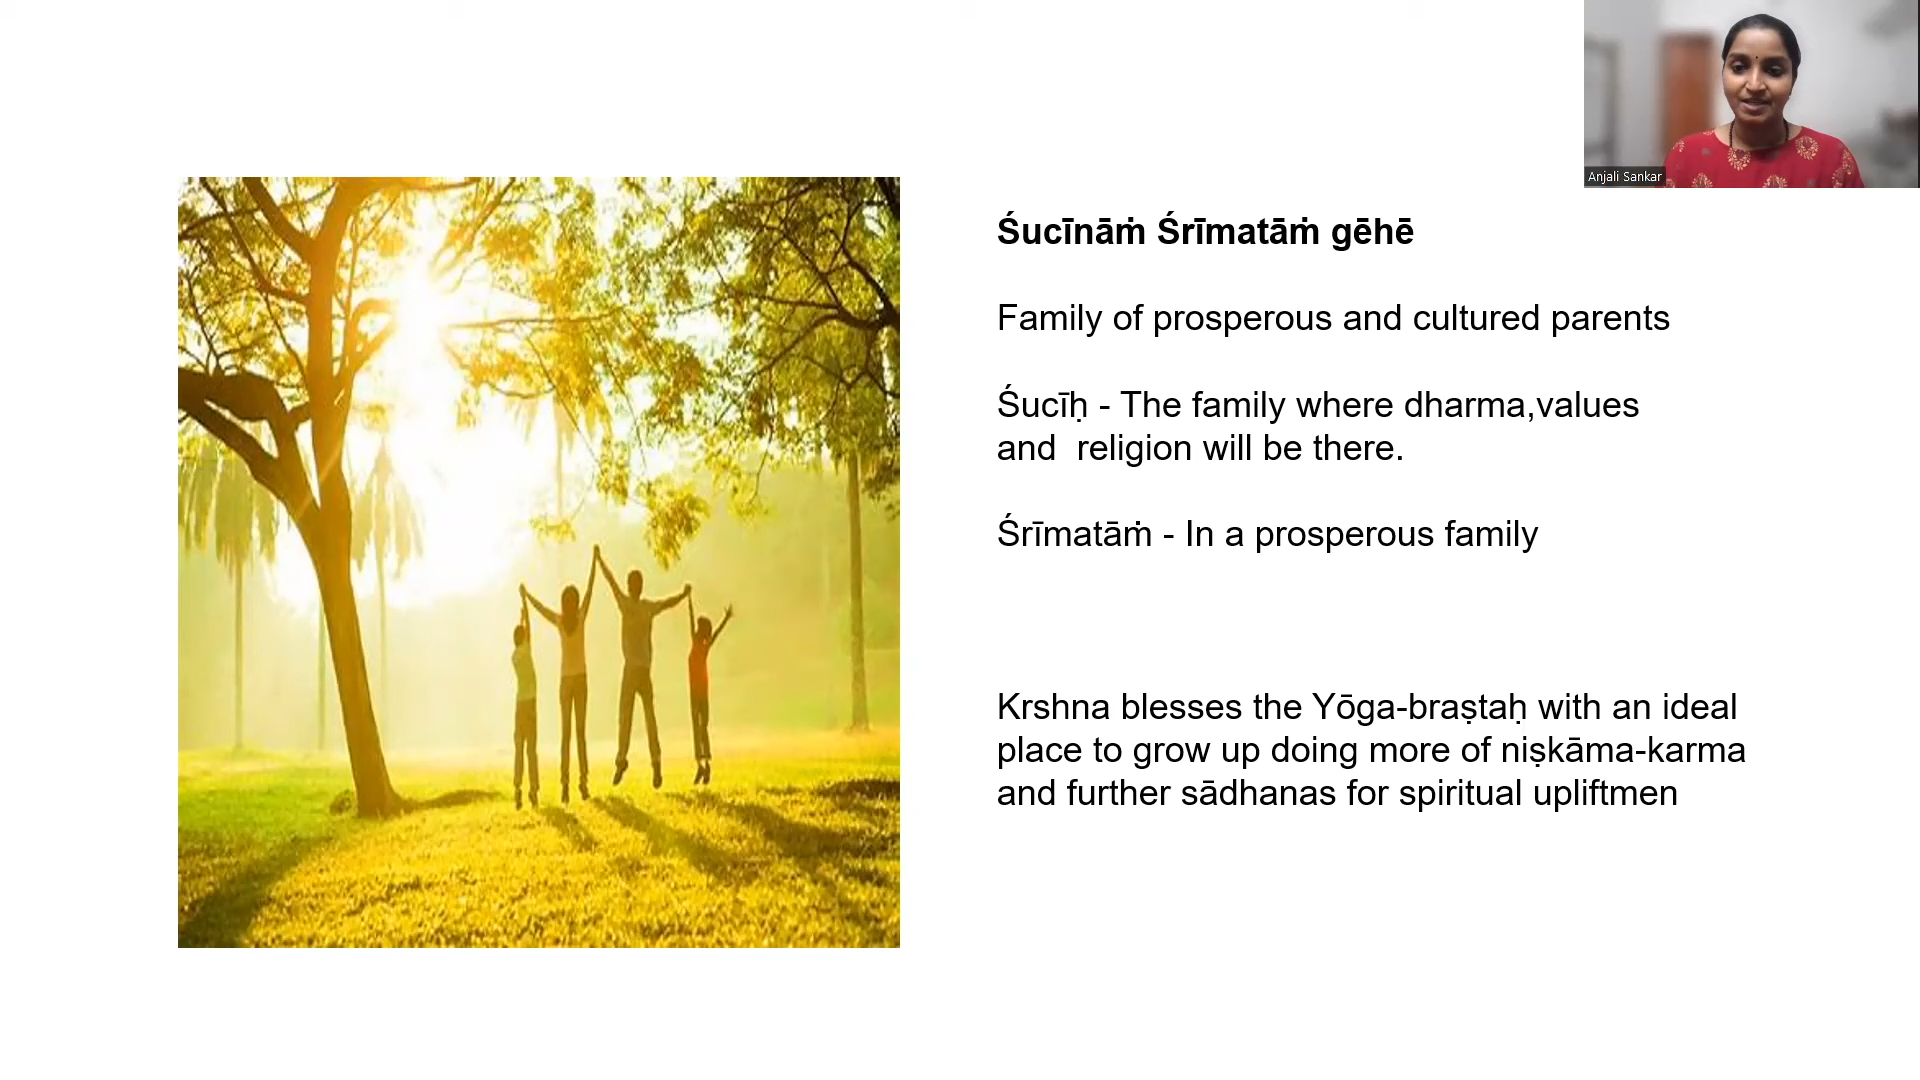 Anjali Sankar
Śucīnāṁ Śrīmatāṁ gēhē
Family of prosperous and cultured parents
Śucīḥ - The family where dharma,values
and  religion will be there.
Śrīmatāṁ - In a prosperous family
Krshna blesses the Yōga-braṣtaḥ with an ideal
place to grow up doing more of niṣkāma-karma
and further sādhanas for spiritual upliftmen